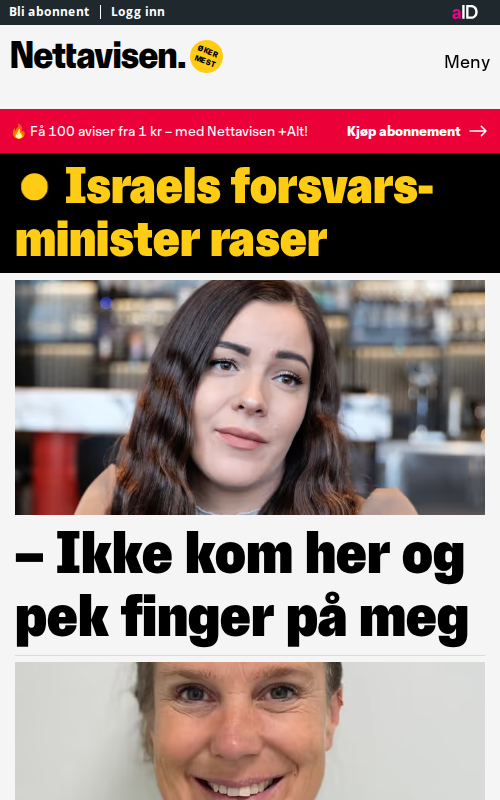 Bli abonnent
Logg inn
aID
Nettavisen.
ØKER
MEST
Meny
Få 100 aviser fra 1 kr – med Nettavisen +Alt!
Kjøp abonnement
Israels forsvars-
minister raser
– Ikke kom her og
pek finger på meg